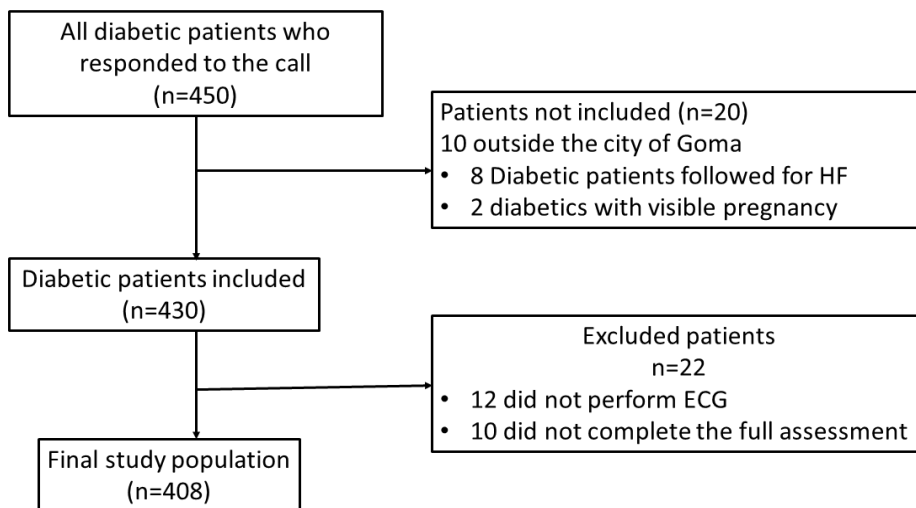 All diabetic patients who
responded to the call
(n=450)
Patients not included (n=20)
10 outside the city of Goma
• 8 Diabetic patients followed for HF
• 2 diabetics with visible pregnancy
Diabetic patients included
(n=430)
Excluded patients
n=22
• 12 did not perform ECG
• 10 did not complete the full assessment
Final study population
(n=408)